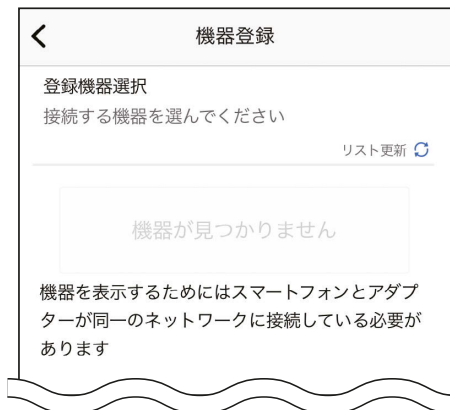 機器登録
登録機器選択
接続する機器を選んでください
リスト更新
機器が見つかりません
機器を表示するためにはスマートフォンとアダプ
ターが同一のネットワークに接続している必要が
あります